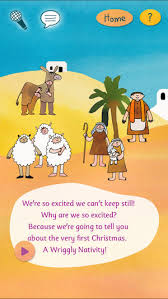 Home ?
We're so excited we can't keep still!
Why are we so excited?
Because we're going to tell you
about the very first Christmas.
A Wriggly Nativity!